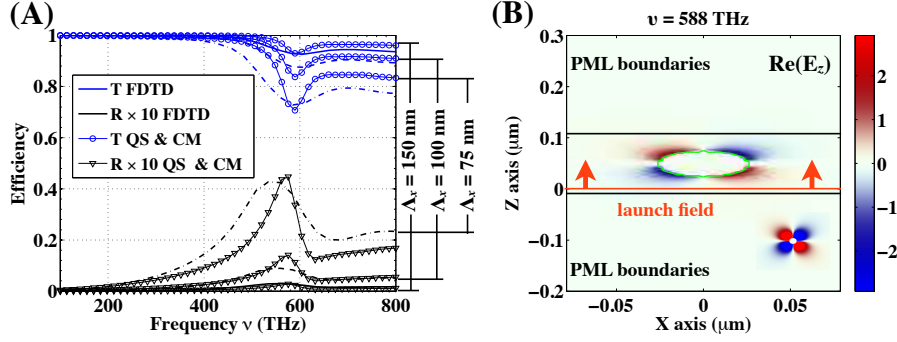 (A)
1
0.8
0.6
0.4
0.2
0
Efficiency
T FDTD
R × 10 FDTD
T QS & CM
R × 10 QS & CM
200
400
600
800
Frequency ν (THz)
Λx = 150 nm
Λx = 100 nm
Λx = 75 nm
(B)
υ = 588 THz
0.3
0.2
0.1
0
−0.1
−0.2
Z axis (μm)
PML boundaries
Re(Ez)
launch field
PML boundaries
−0.05
0
0.05
X axis (μm)
2
1
0
−1
−2